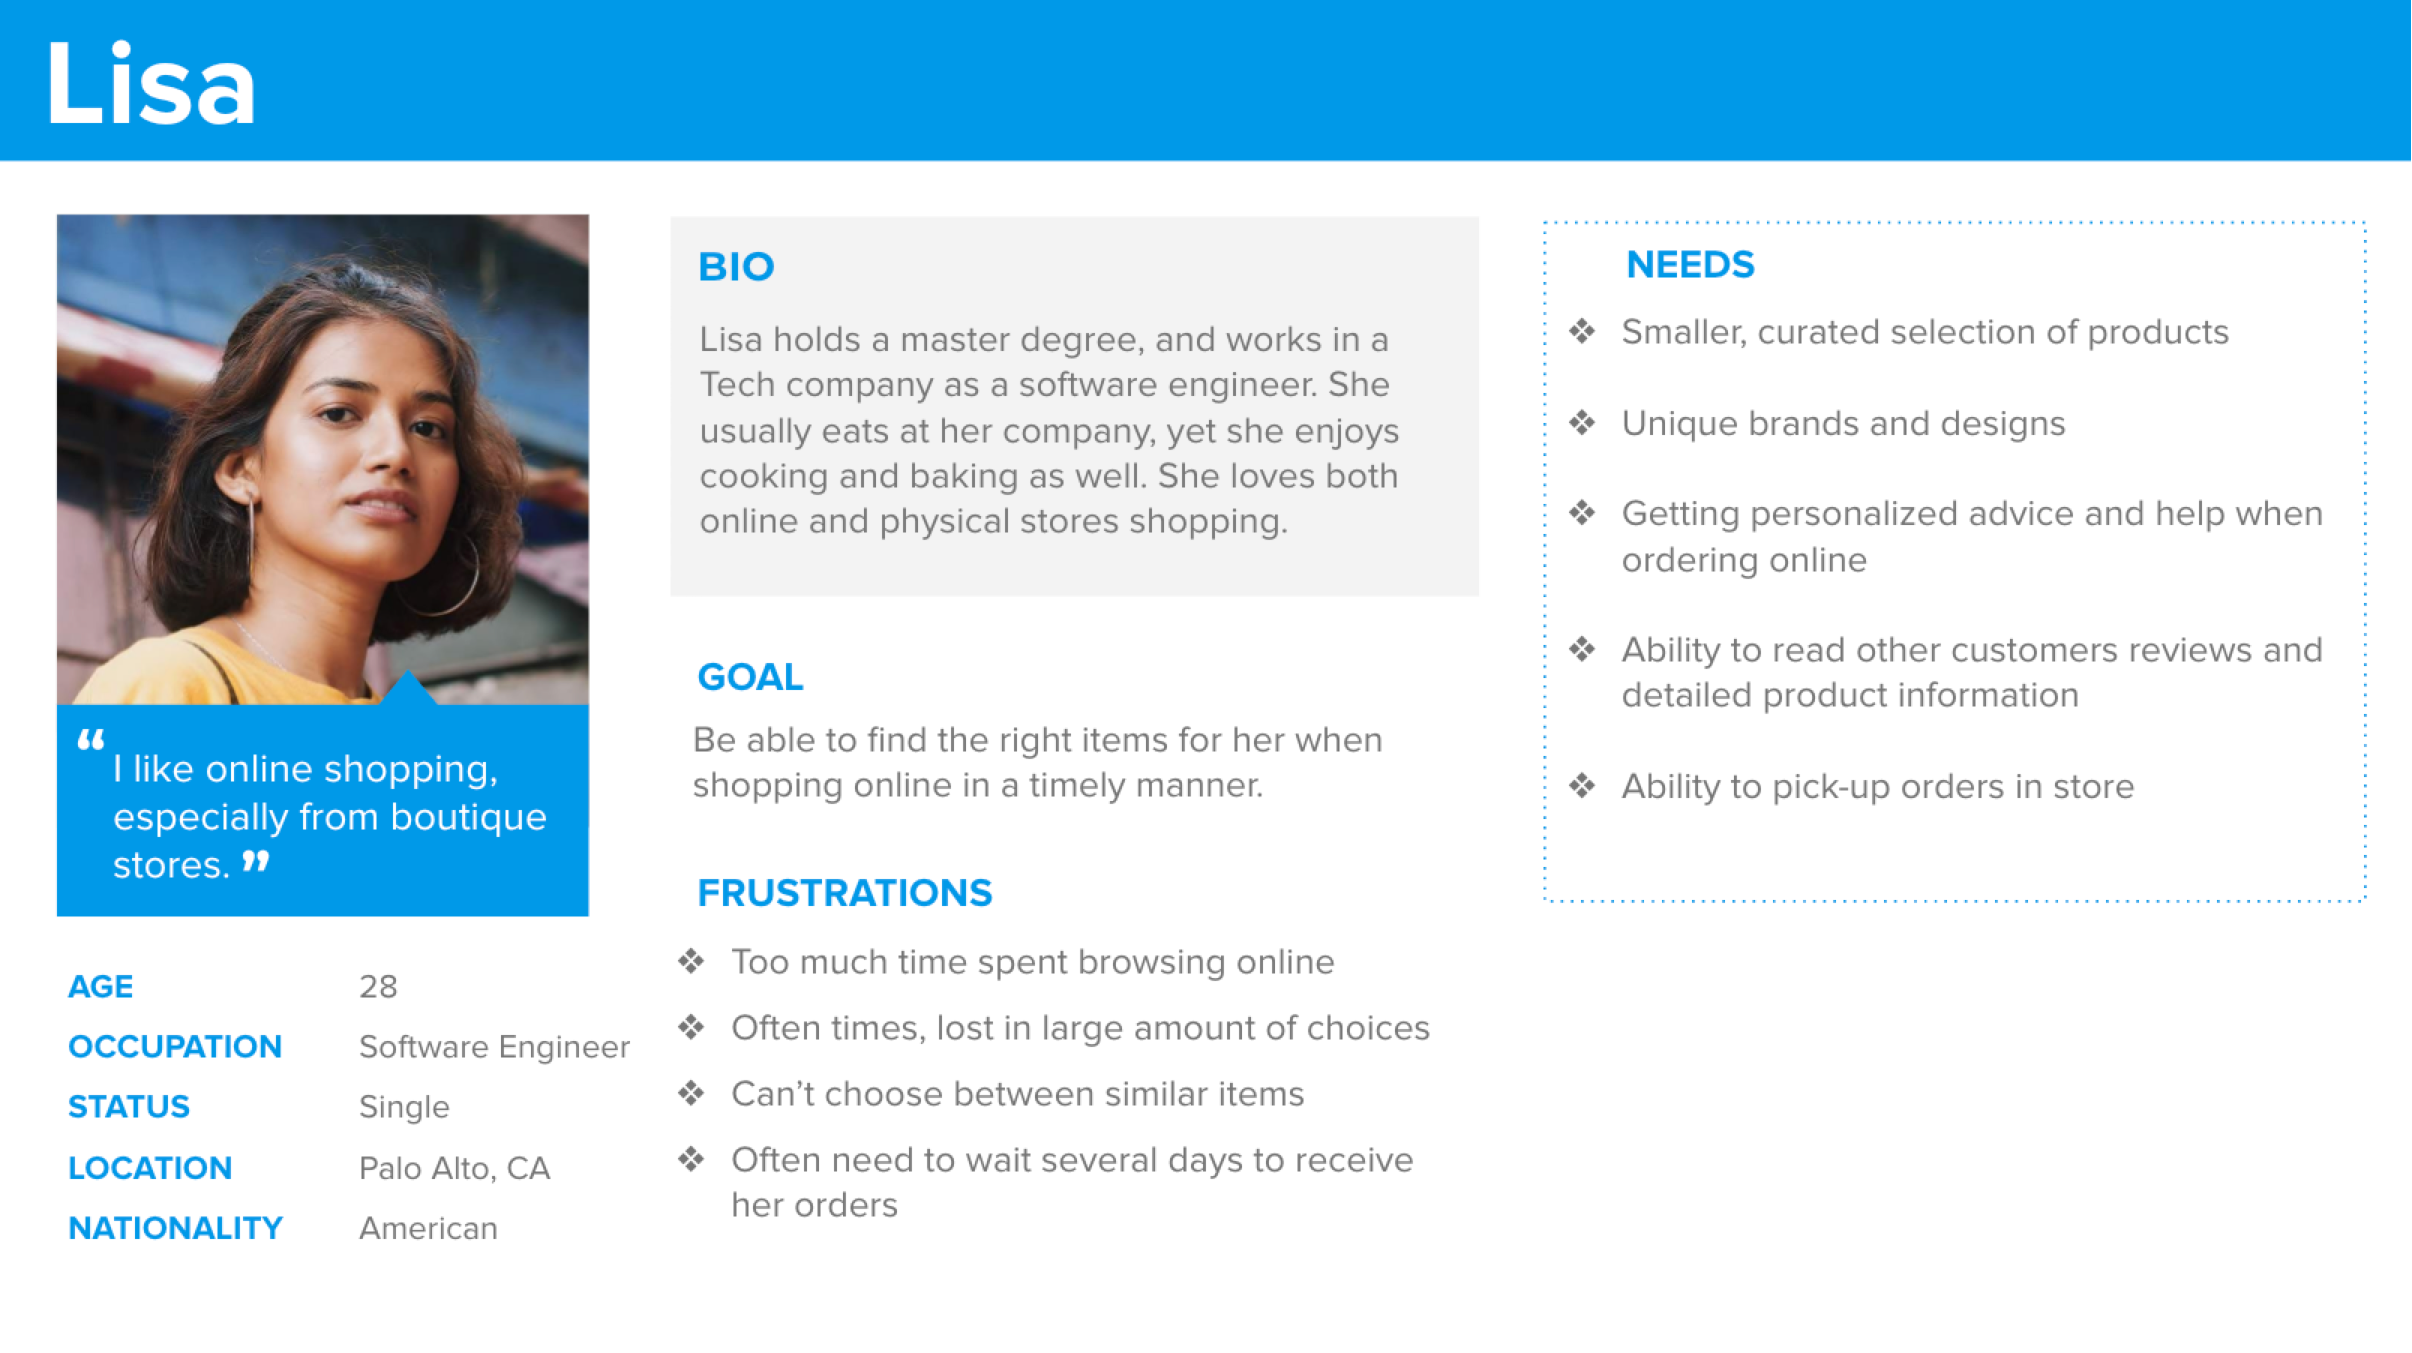 Lisa
“ I like online shopping,
especially from boutique
stores. ”
AGE 28
OCCUPATION Software Engineer
STATUS Single
LOCATION Palo Alto, CA
NATIONALITY American
BIO
Lisa holds a master degree, and works in a
Tech company as a software engineer. She
usually eats at her company, yet she enjoys
cooking and baking as well. She loves both
online and physical stores shopping.
GOAL
Be able to find the right items for her when
shopping online in a timely manner.
FRUSTRATIONS
❖ Too much time spent browsing online
❖ Often times, lost in large amount of choices
❖ Can’t choose between similar items
❖ Often need to wait several days to receive
her orders
NEEDS
❖ Smaller, curated selection of products
❖ Unique brands and designs
❖ Getting personalized advice and help when
ordering online
❖ Ability to read other customers reviews and
detailed product information
❖ Ability to pick-up orders in store